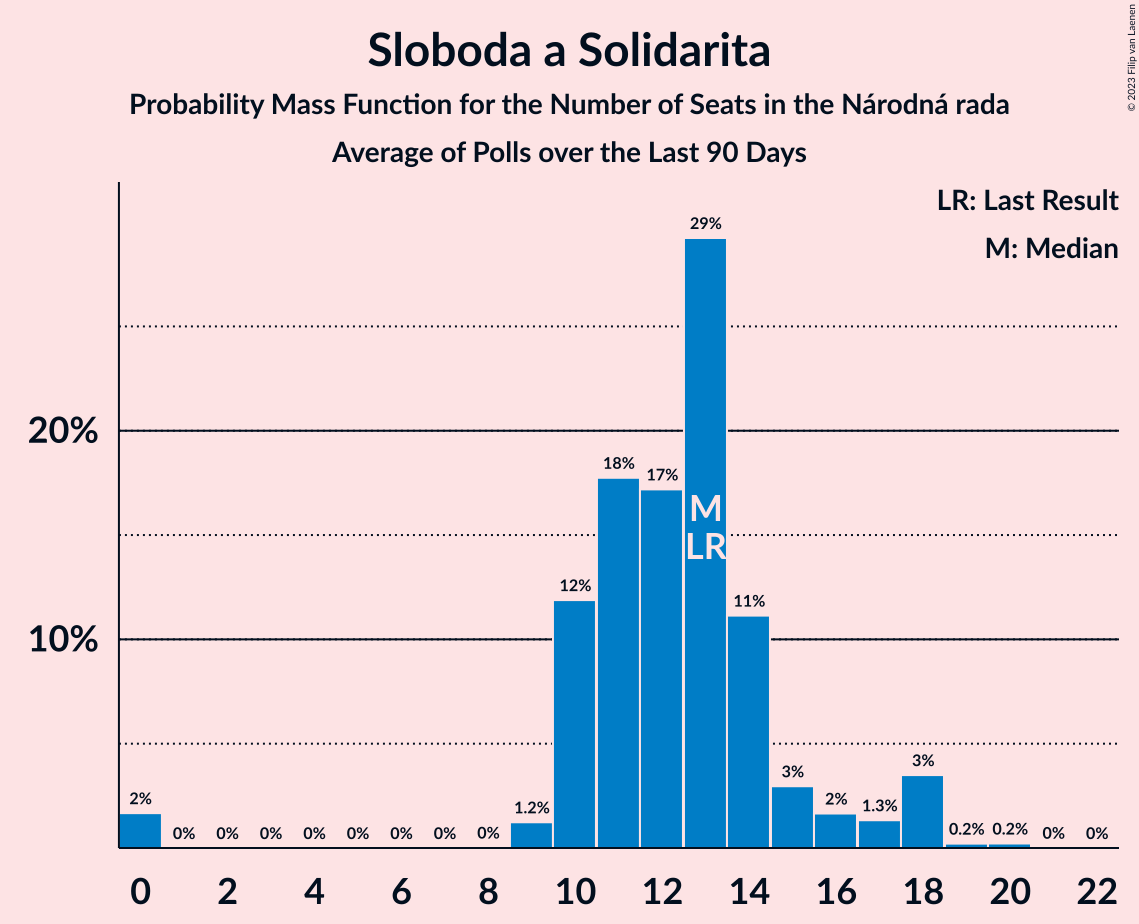 Sloboda a Solidarita
Probability Mass Function for the Number of Seats in the Národná rada
Average of Polls over the Last 90 Days
© 2023 Filip van Laenen
LR: Last Result
M: Median
20%
10%
2%
0%
0%
0%
0%
0%
0%
0%
0%
1.2%
12%
18%
17%
29%
11%
3%
2%
1.3%
3%
0.2%
0.2%
0%
0%
M
LR
0 2 4 6 8 10 12 14 16 18 20 22